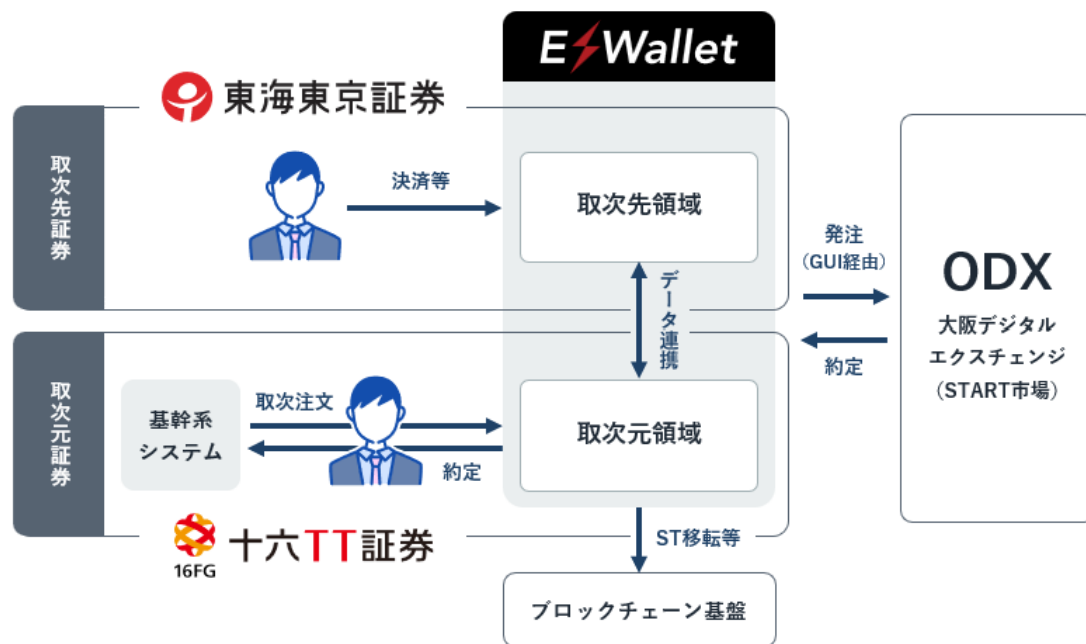 E Wallet
東海東京証券
取次先証券
決済等
取次先領域
発注
(GUI経由)
約定
ODX
大阪デジタル
エクスチェンジ
(START市場)
データ連携
取次元証券
基幹系
システム
取次注文
約定
取次元領域
16FG
十六TT証券
ST移転等
ブロックチェーン基盤